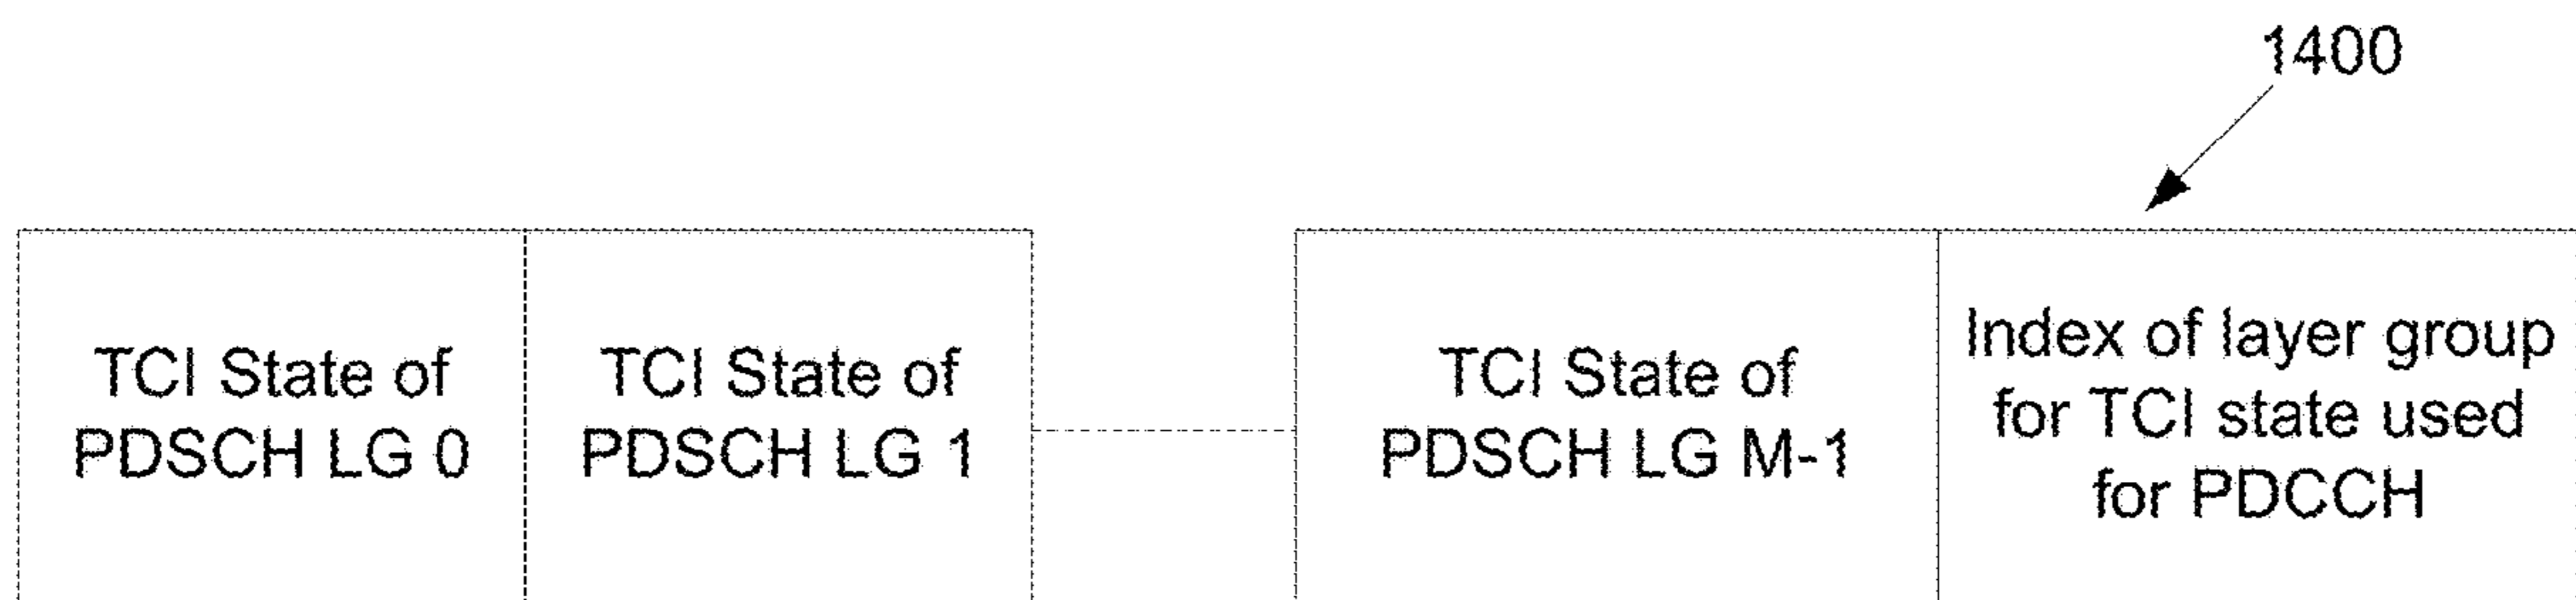 1400
TCI State of
PDSCH LG 0
TCI State of
PDSCH LG 1
TCI State of
PDSCH LG M-1
Index of layer group
for TCI state used
for PDCCH